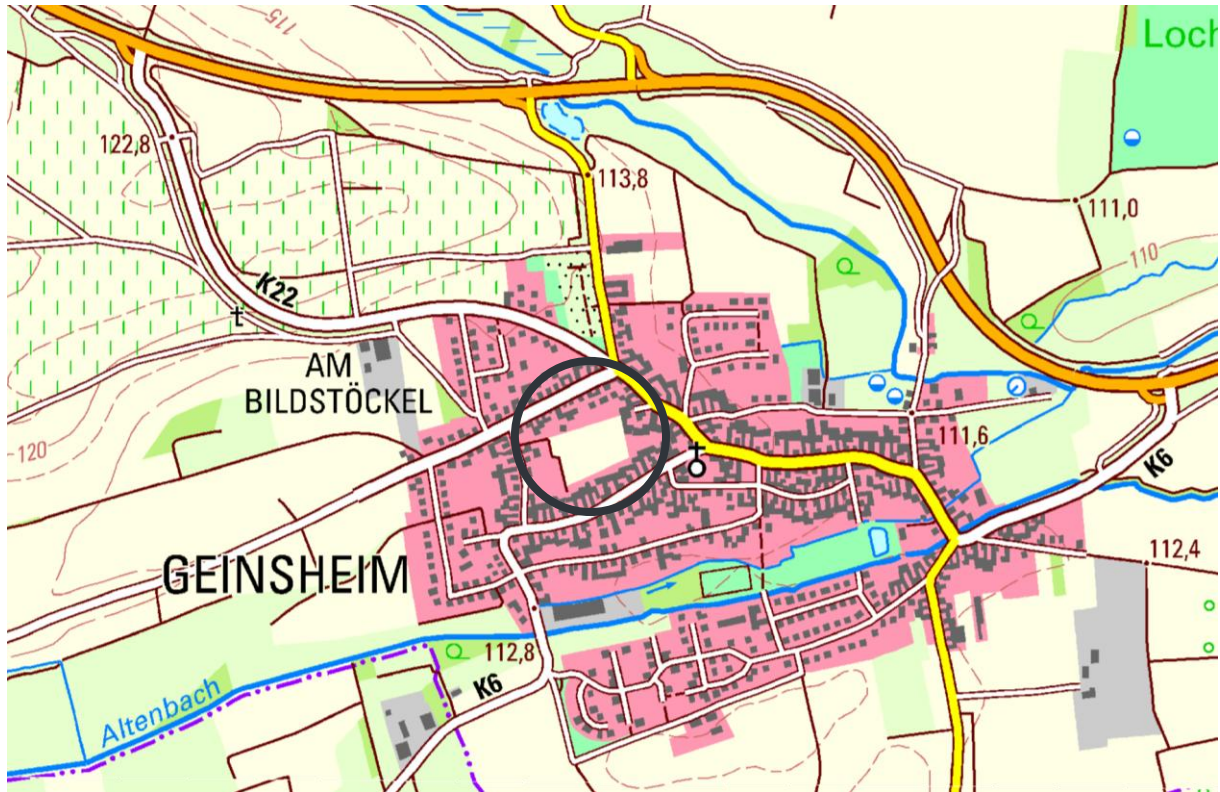 Loch
115
122,8
113,8
111,0
110
K22
AM
BILDSTÖCKEL
120
111,6
K6
GEINSHEIM
112,4
112,8
K6
Altenbach